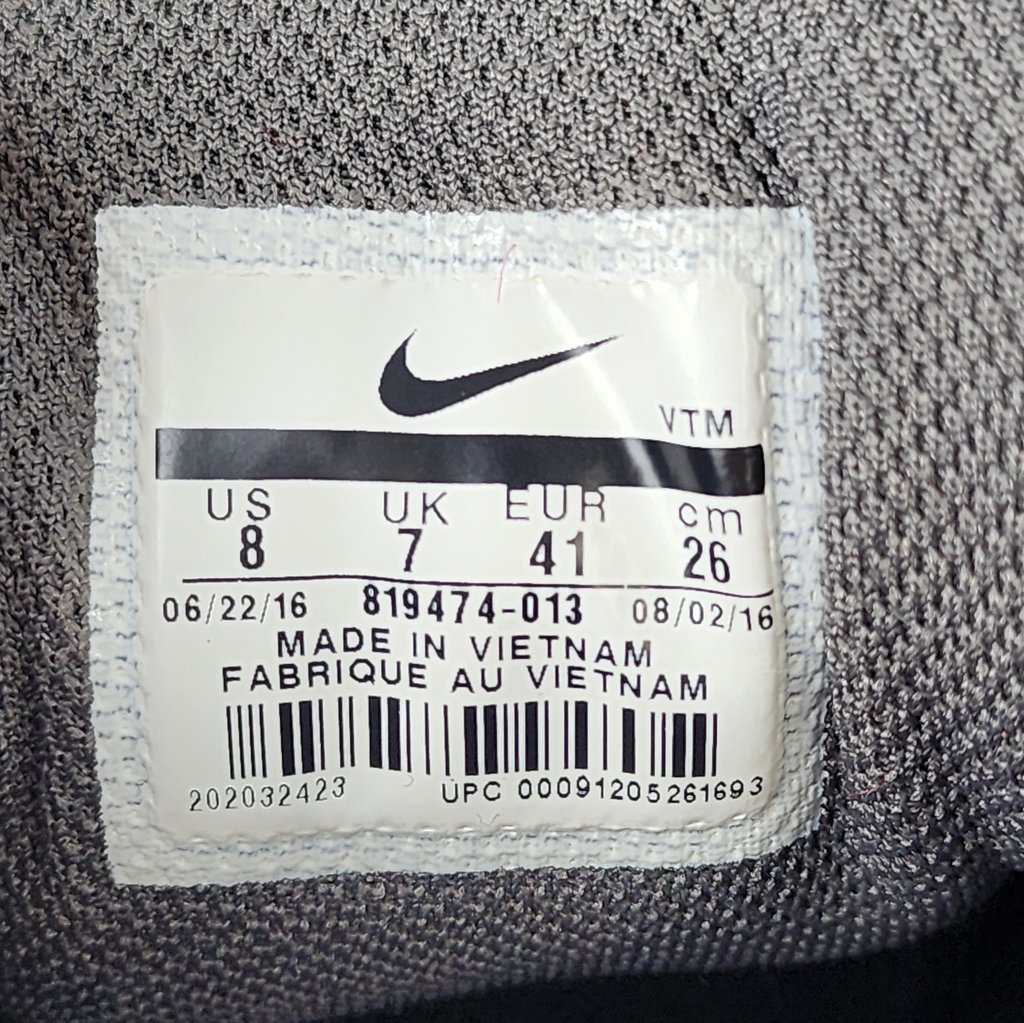 VTM
US UK EUR cm
8 7 41 26
06/22/16 819474-013 08/02/16
MADE IN VIETNAM
FABRIQUE AU VIETNAM
202032423 UPC 00091205261693